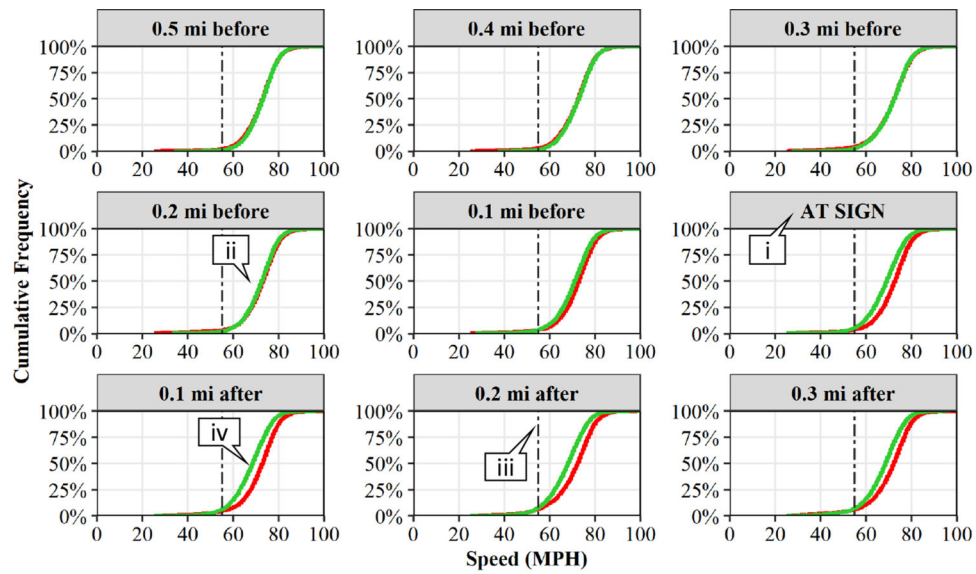 0.5 mi before
0.4 mi before
0.3 mi before
100% 100% 100%
75% 75% 75%
50% 50% 50%
25% 25% 25%
0% 0% 0%
0 20 40 60 80 100 0 20 40 60 80 100 0 20 40 60 80 100
Cumulative Frequency
0.2 mi before
0.1 mi before
AT SIGN
100% 100% 100%
i
ii
75% 75% 75%
50% 50% 50%
25% 25% 25%
0% 0% 0%
0 20 40 60 80 100 0 20 40 60 80 100 0 20 40 60 80 100
0.1 mi after
0.2 mi after
0.3 mi after
100% 100% 100%
iv
75% 75% 75%
iii
50% 50% 50%
25% 25% 25%
0% 0% 0%
0 20 40 60 80 100 0 20 40 60 80 100 0 20 40 60 80 100
Speed (MPH)